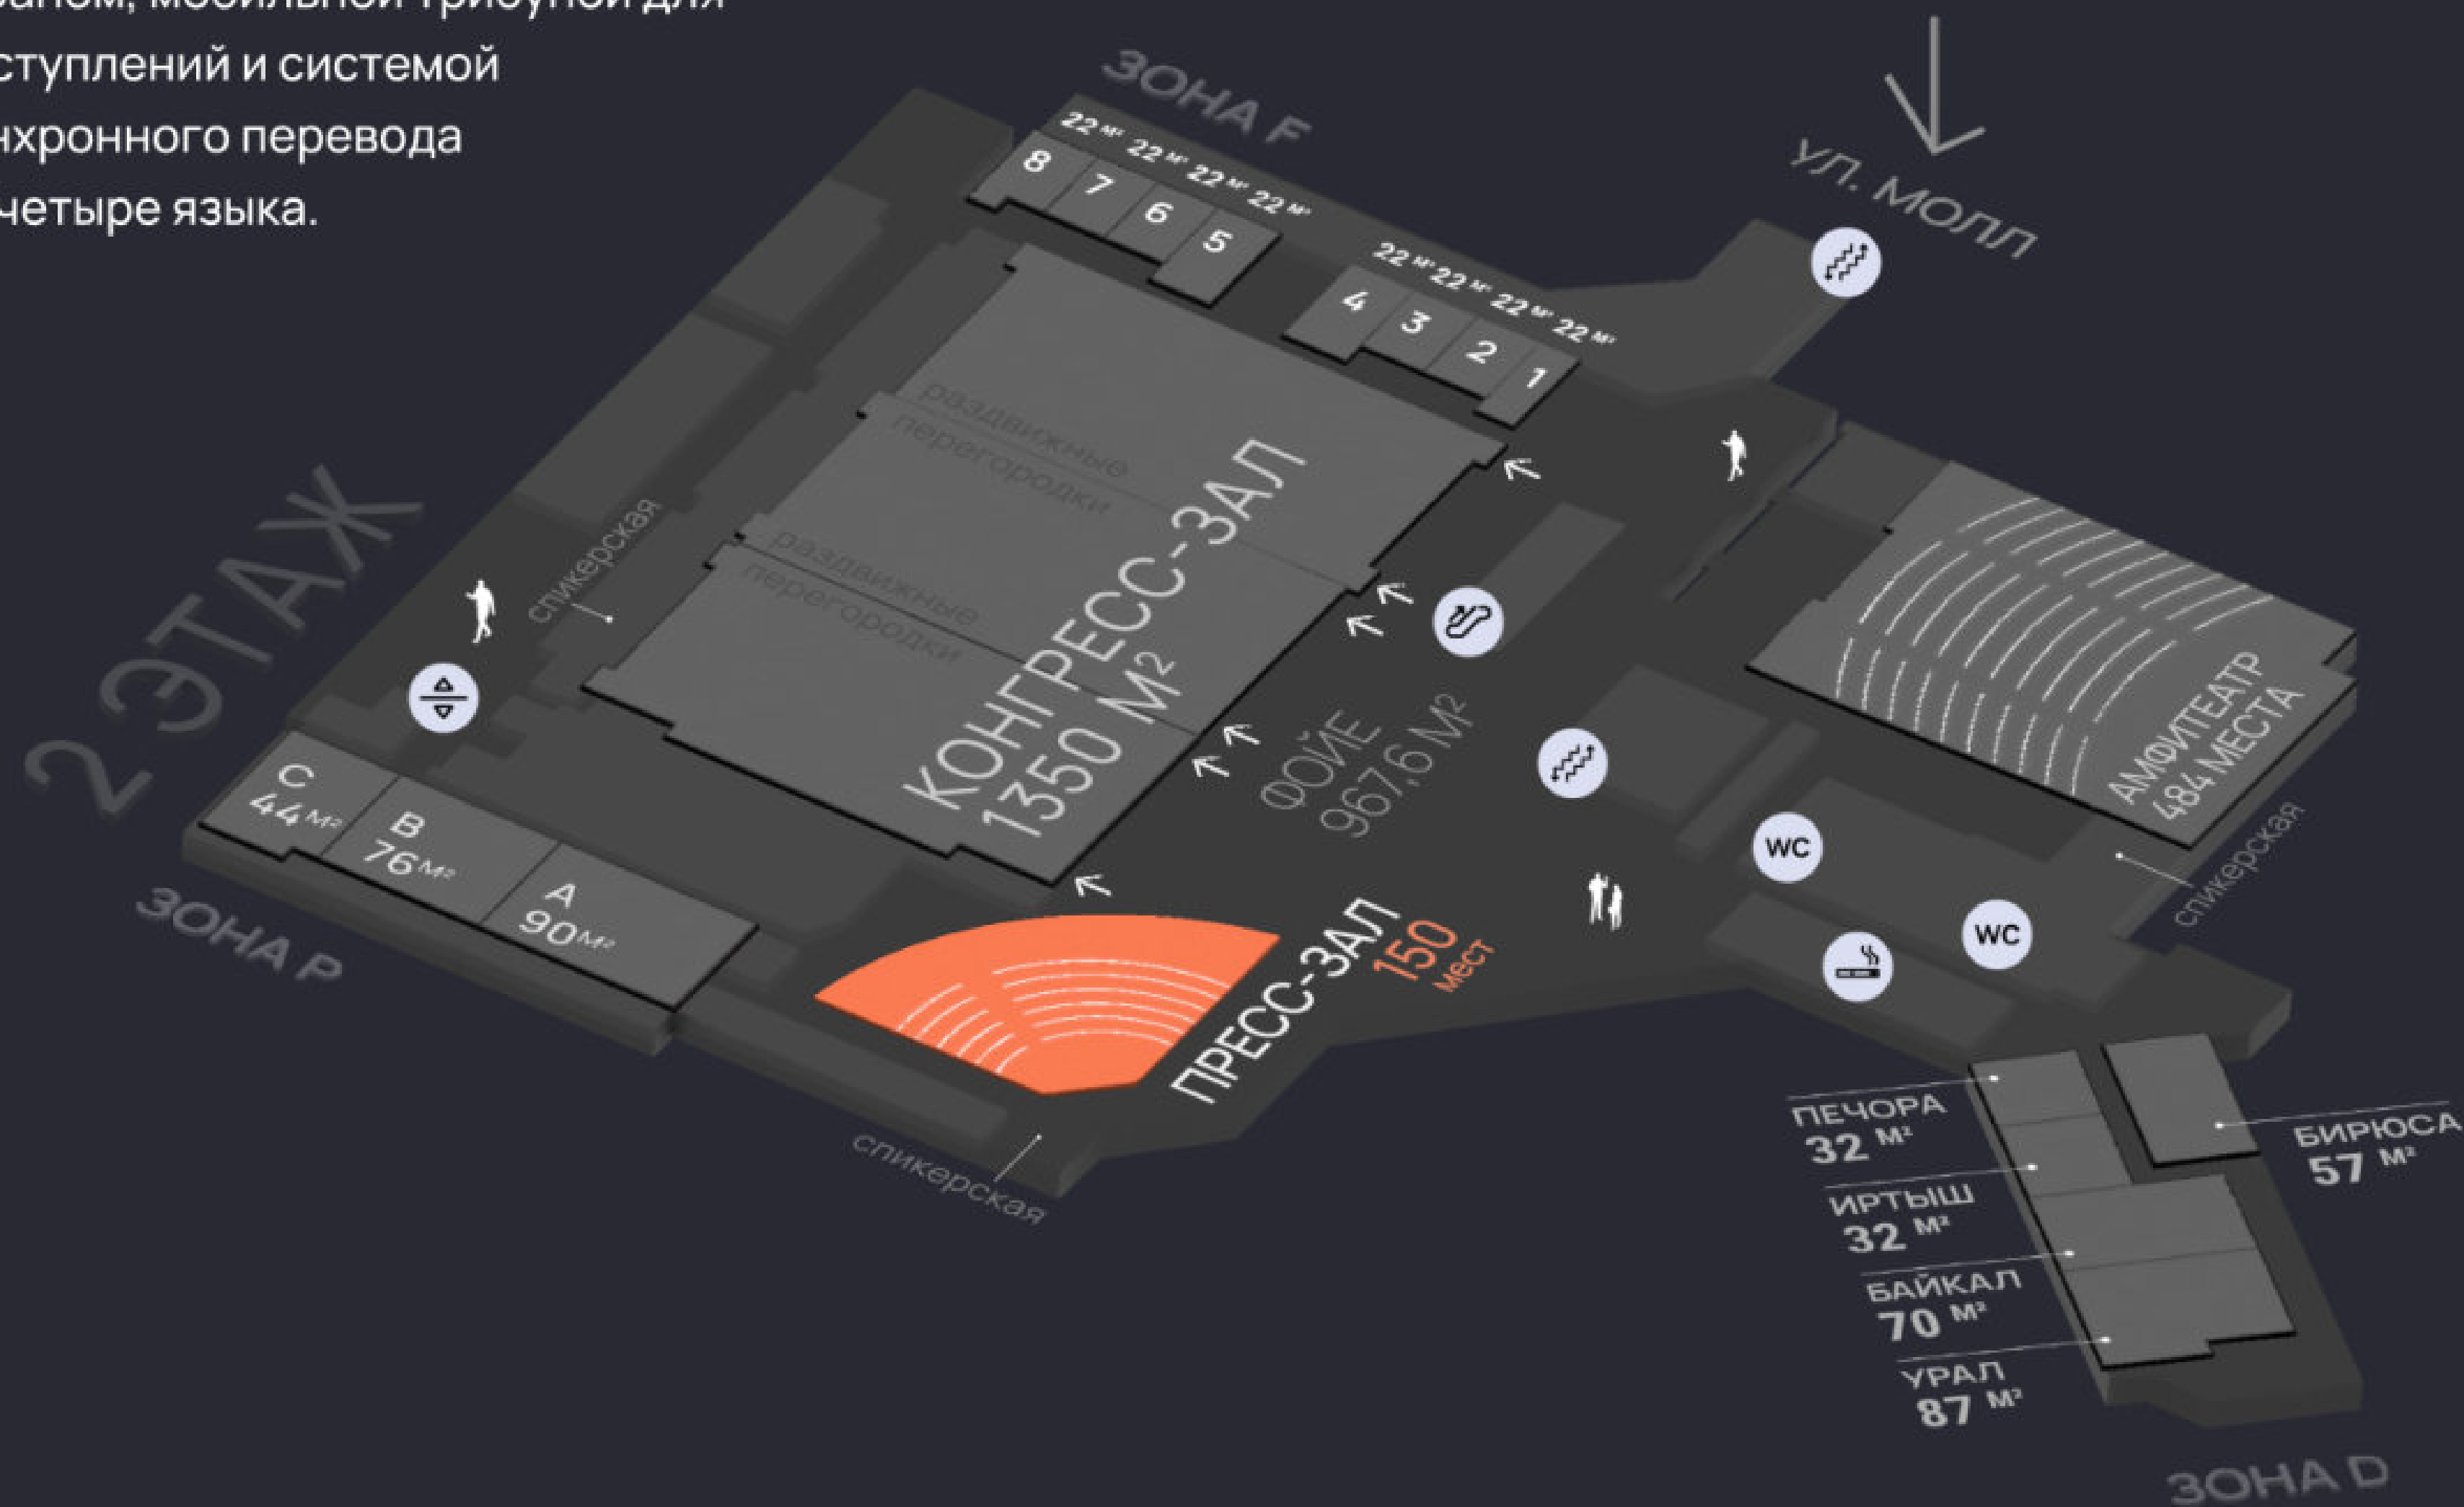 мобильной трибуной для
ступлений и системой
нхронного перевода
четыре языка.
ЗОНА F
УЛ. МОЛЛ
22 М² 22 М² 22 М² 22 М²
8 7 6 5
22 М² 22 М² 22 М² 22 М²
4 3 2 1
раздвижные
перегородки
раздвижные
перегородки
КОНГРЕСС-ЗАЛ
1350 М²
2 ЭТАЖ
спикерская
ФОЙЕ
967,6 М²
АМФИТЕАТР
484 МЕСТА
спикерская
WC
WC
C
44 М²
B
76 М²
A
90 М²
ЗОНА P
ПРЕСС-ЗАЛ
150
мест
спикерская
ПЕЧОРА
32 М²
БИРЮСА
57 М²
ИРТЫШ
32 М²
БАЙКАЛ
70 М²
УРАЛ
87 М²
ЗОНА D